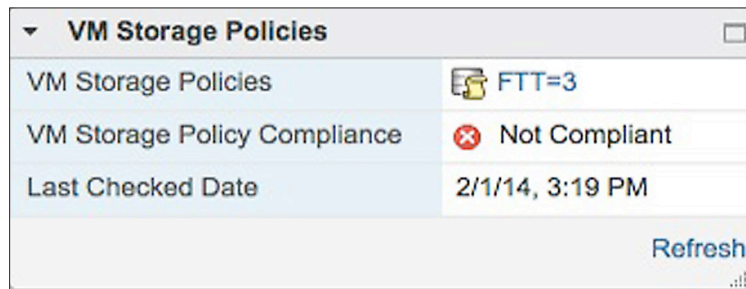 VM Storage Policies
VM Storage Policies FTT=3
VM Storage Policy Compliance Not Compliant
Last Checked Date 2/1/14, 3:19 PM
Refresh